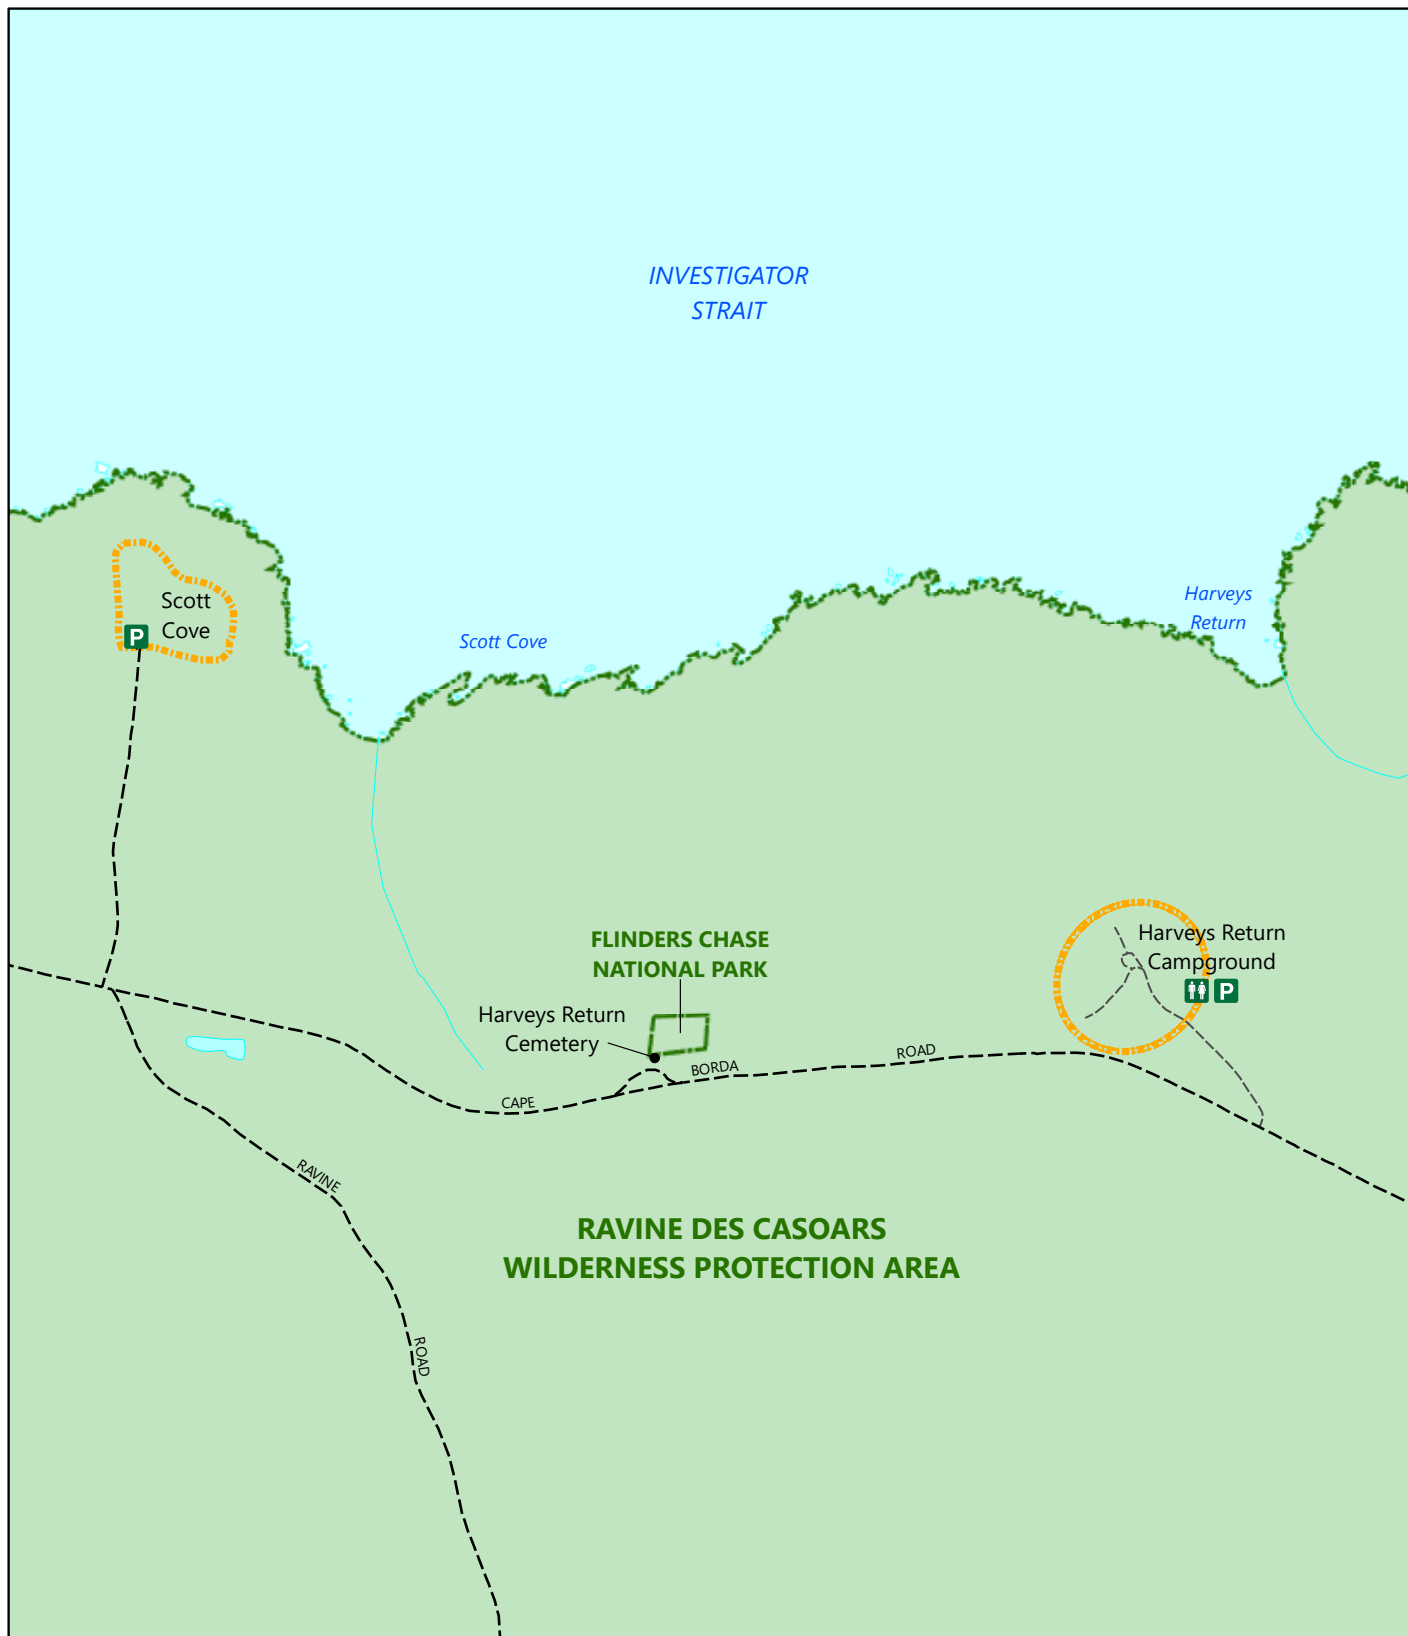 INVESTIGATOR
STRAIT
Harveys
Return
Scott
Cove
P
Scott Cove
FLINDERS CHASE
NATIONAL PARK
Harveys Return
Campground
P
Harveys Return
Cemetery
CAPE
BORDA
ROAD
RAVINE
ROAD
RAVINE DES CASOARS
WILDERNESS PROTECTION AREA